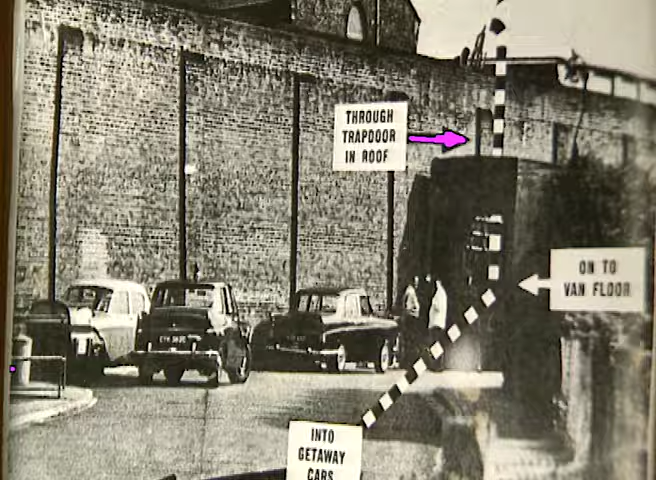 THROUGH
TRAPDOOR
IN ROOF
ON TO
VAN FLOOR
INTO
GETAWAY
CARS